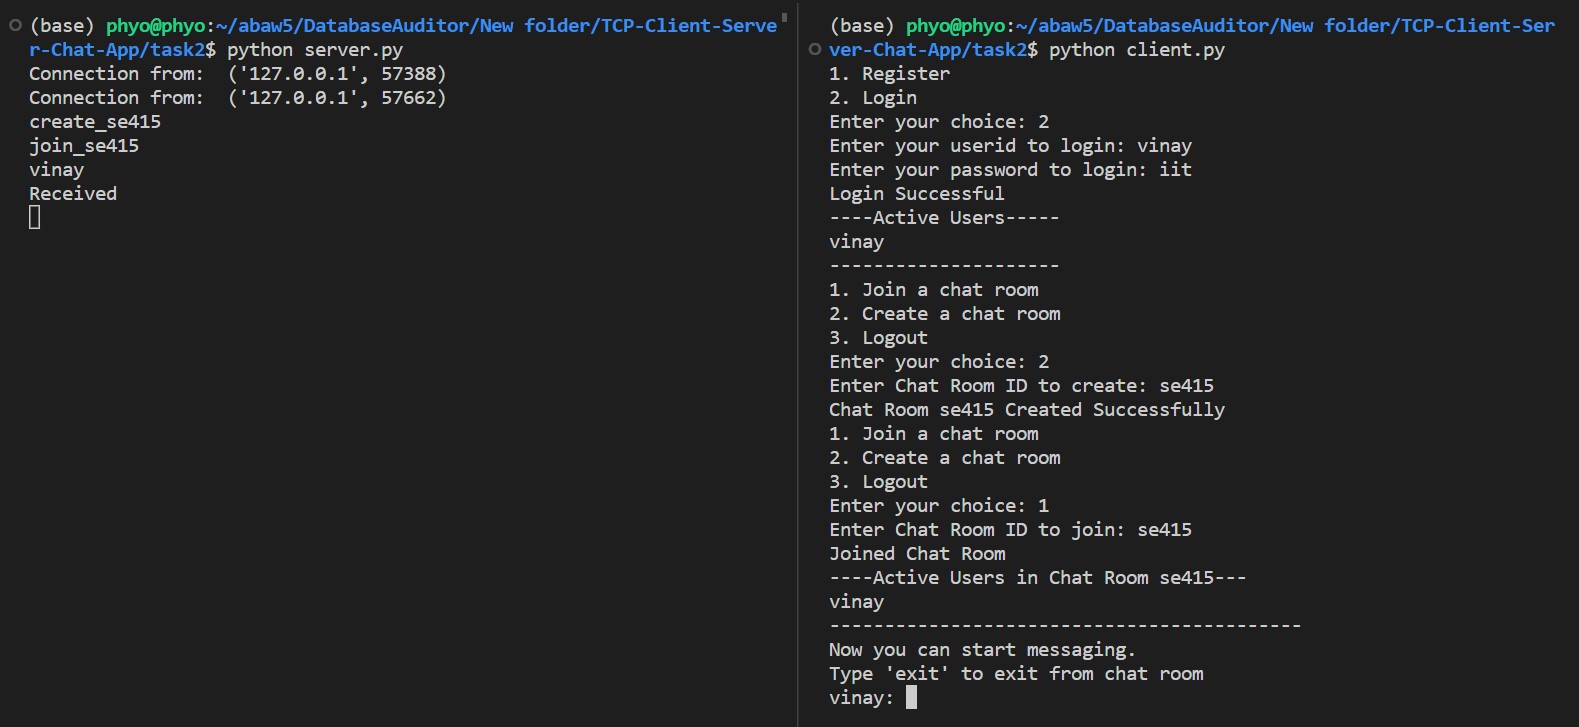 (base) phyo@phyo:~/abaw5/DatabaseAuditor/New folder/TCP-Client-Serve
r-Chat-App/task2$ python server.py
Connection from:  ('127.0.0.1', 57388)
Connection from:  ('127.0.0.1', 57662)
create_se415
join_se415
vinay
Received
(base) phyo@phyo:~/abaw5/DatabaseAuditor/New folder/TCP-Client-Ser
ver-Chat-App/task2$ python client.py
1. Register
2. Login
Enter your choice: 2
Enter your userid to login: vinay
Enter your password to login: iit
Login Successful
----Active Users-----
vinay
---------------------
1. Join a chat room
2. Create a chat room
3. Logout
Enter your choice: 2
Enter Chat Room ID to create: se415
Chat Room se415 Created Successfully
1. Join a chat room
2. Create a chat room
3. Logout
Enter your choice: 1
Enter Chat Room ID to join: se415
Joined Chat Room
----Active Users in Chat Room se415---
vinay
-------------------------------------------
Now you can start messaging.
Type 'exit' to exit from chat room
vinay: